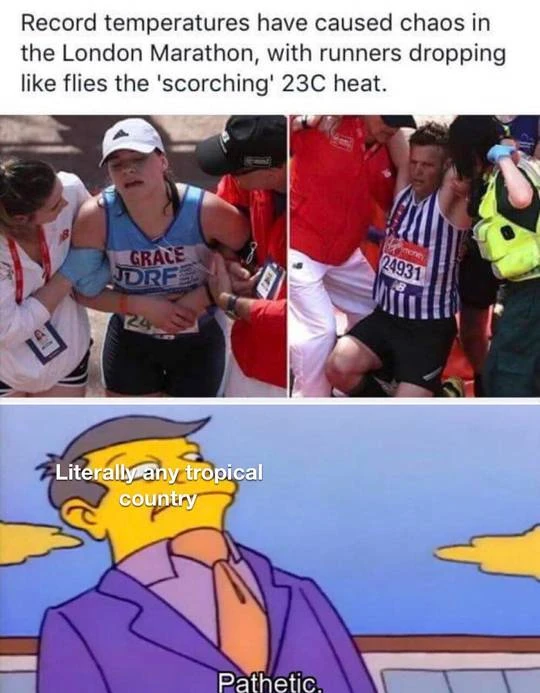 Record temperatures have caused chaos in
the London Marathon, with runners dropping
like flies the 'scorching' 23C heat.
GRACE
JDRF
24931
Literally any tropical
country
Pathetic.